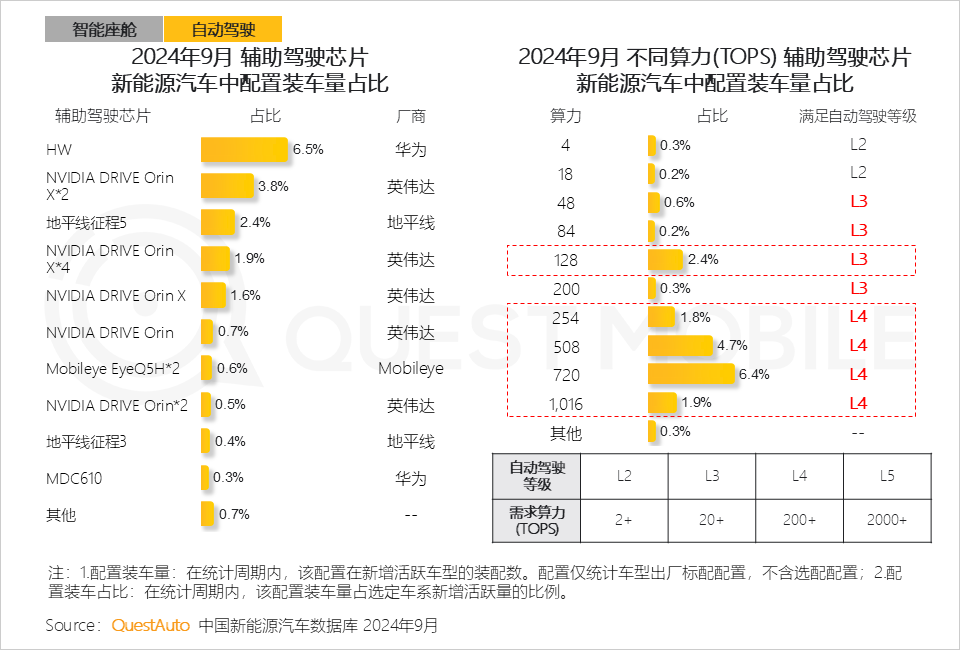 智能座舱 自动驾驶
2024年9月 辅助驾驶芯片
新能源汽车中配置装车量占比
辅助驾驶芯片 占比 厂商
HW 6.5% 华为
NVIDIA DRIVE Orin
X*2 3.8% 英伟达
地平线征程5 2.4% 地平线
NVIDIA DRIVE Orin
X*4 1.9% 英伟达
NVIDIA DRIVE Orin X 1.6% 英伟达
NVIDIA DRIVE Orin 0.7% 英伟达
Mobileye EyeQ5H*2 0.6% Mobileye
NVIDIA DRIVE Orin*2 0.5% 英伟达
地平线征程3 0.4% 地平线
MDC610 0.3% 华为
其他 0.7% --
2024年9月 不同算力(TOPS) 辅助驾驶芯片
新能源汽车中配置装车量占比
算力 占比 满足自动驾驶等级
4 0.3% L2
18 0.2% L2
48 0.6% L3
84 0.2% L3
128 2.4% L3
200 0.3% L3
254 1.8% L4
508 4.7% L4
720 6.4% L4
1,016 1.9% L4
其他 0.3% --
自动驾驶
等级 L2 L3 L4 L5
需求算力
(TOPS) 2+ 20+ 200+ 2000+
QUEST MOBILE
注：1.配置装车量：在统计周期内，该配置在新增活跃车型的装配数。配置仅统计车型出厂标配配置，不含选配配置；2.配
置装车占比：在统计周期内，该配置装车量占选定车系新增活跃量的比例。
Source：QuestAuto 中国新能源汽车数据库 2024年9月